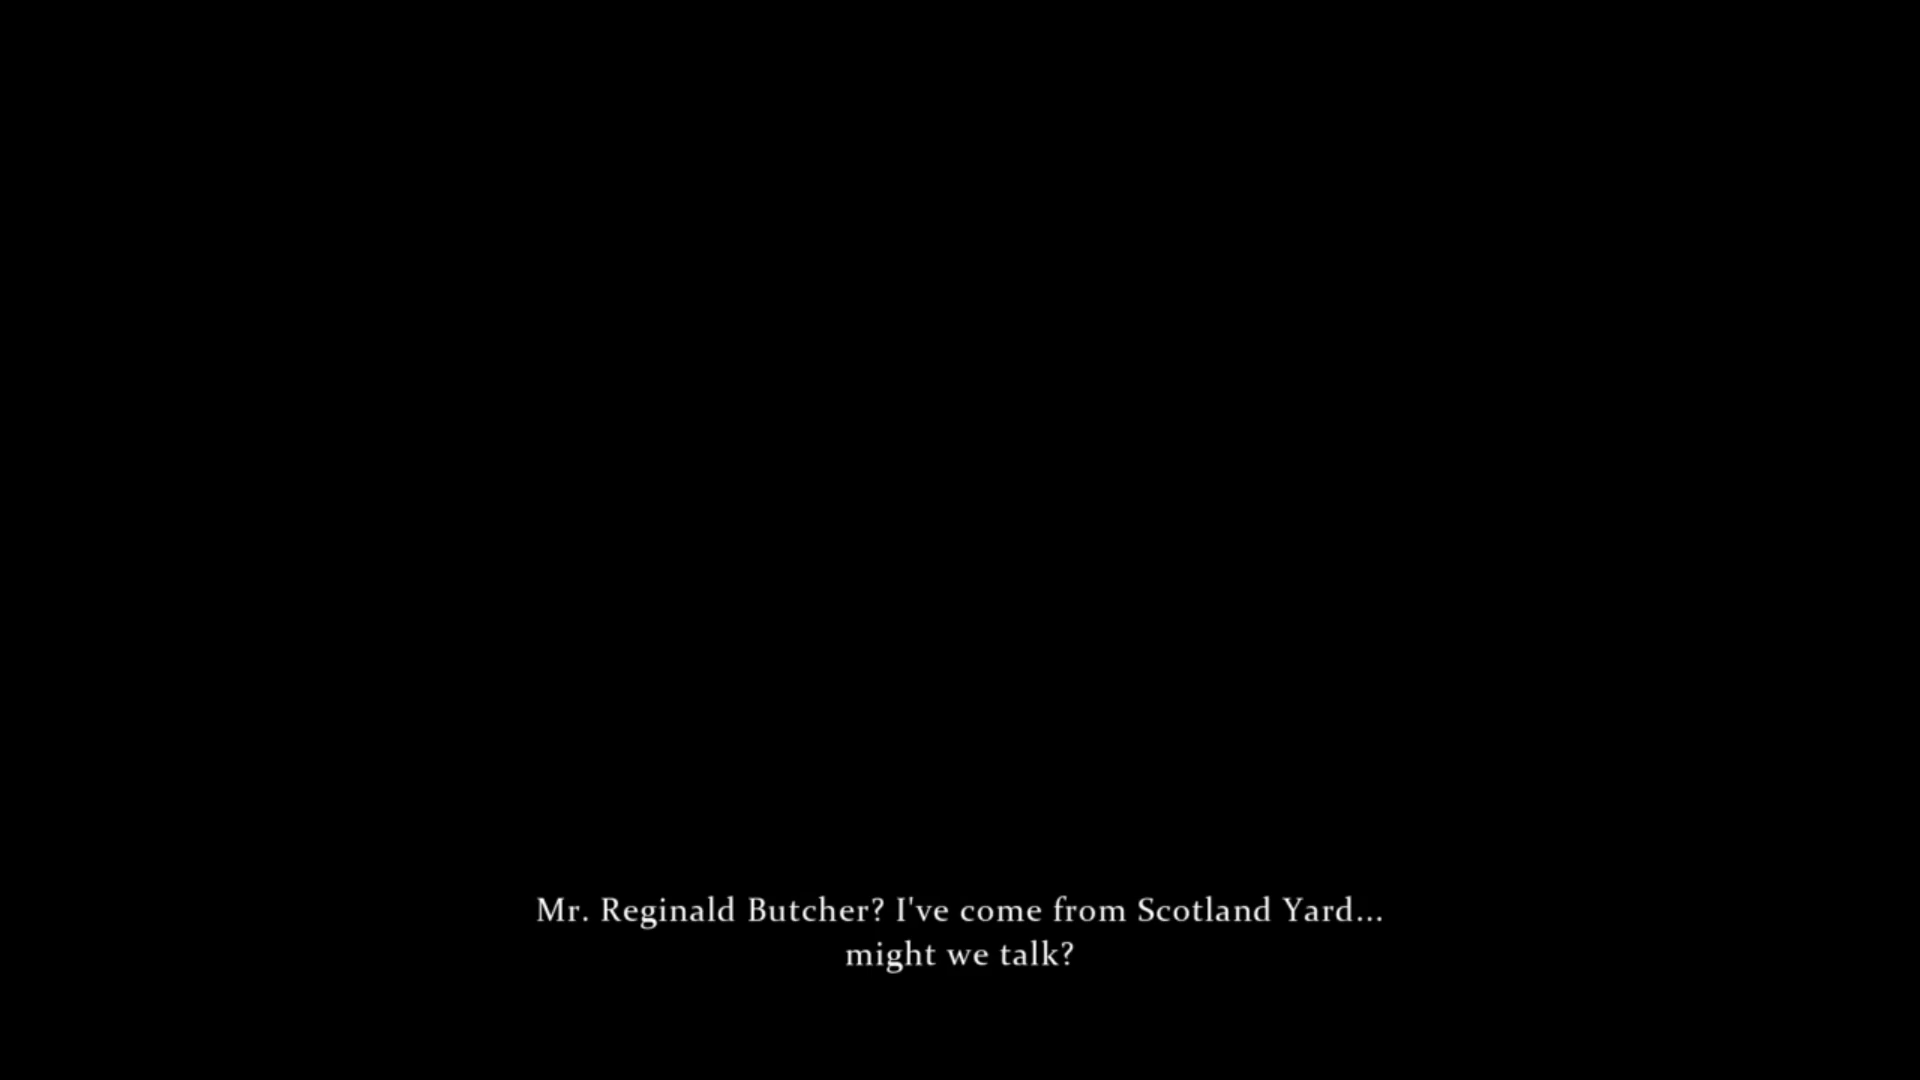 Mr. Reginald Butcher? I've come from Scotland Yard...
might we talk?